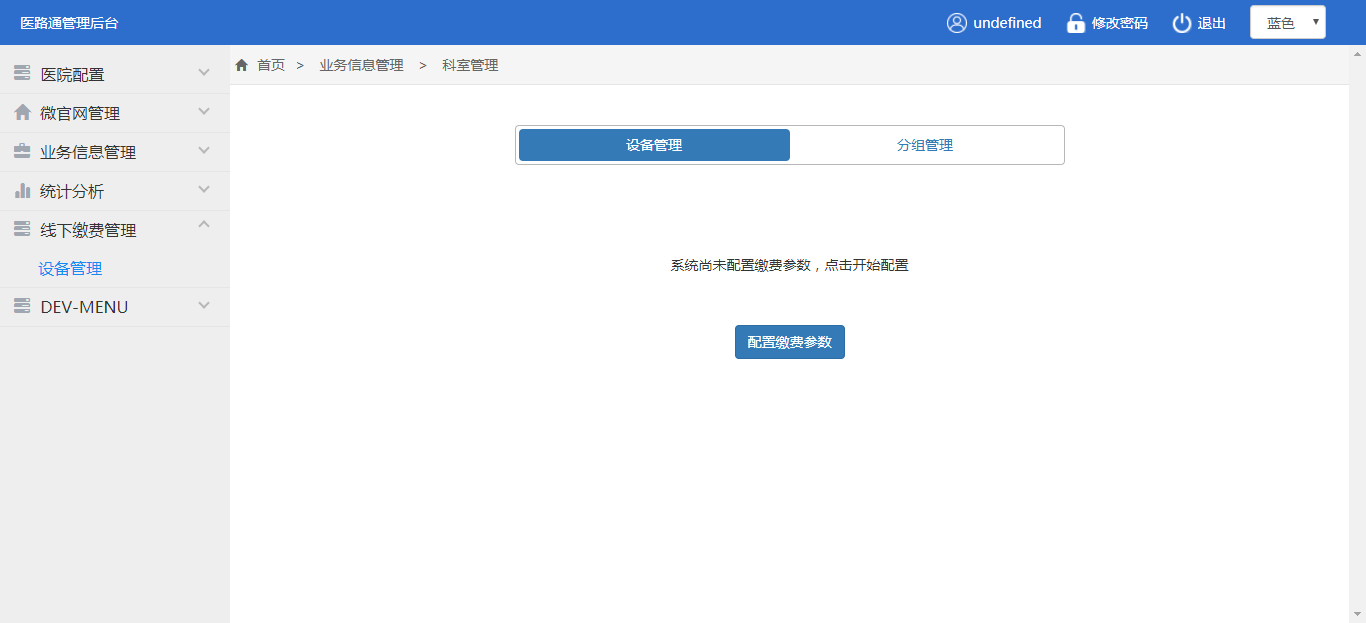 医路通管理后台 undefined 修改密码 退出 蓝色
医院配置
微官网管理
业务信息管理
统计分析
线下缴费管理
设备管理
DEV-MENU
首页 > 业务信息管理 > 科室管理
设备管理 分组管理
系统尚未配置缴费参数，点击开始配置
配置缴费参数